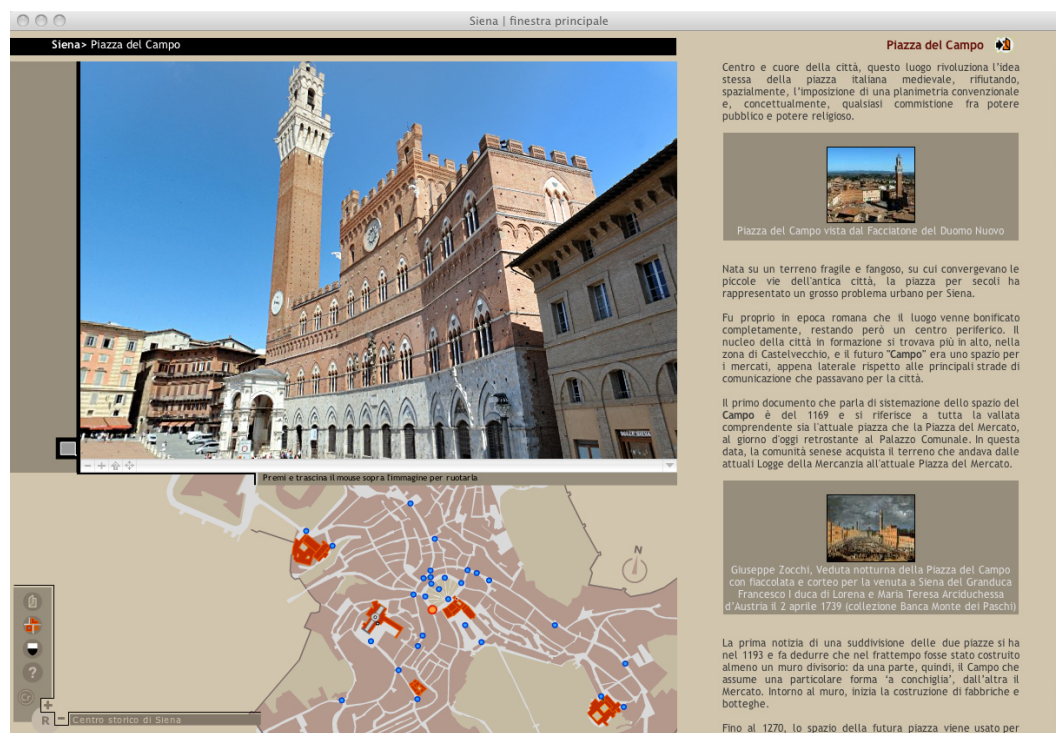 Siena | finestra principale
Siena> Piazza del Campo
Premi e trascina il mouse sopra l'immagine per ruotarla
N
R
Centro storico di Siena
Piazza del Campo
Centro e cuore della città, questo luogo rivoluziona l'idea
stessa della piazza italiana medievale, rifiutando,
spazialmente, l'imposizione di una planimetria convenzionale
e, concettualmente, qualsiasi commistione fra potere
pubblico e potere religioso.
Piazza del Campo vista dal Facciatone del Duomo Nuovo
Nata su un terreno fragile e fangoso, su cui convergevano le
piccole vie dell'antica città, la piazza per secoli ha
rappresentato un grosso problema urbano per Siena.
Fu proprio in epoca romana che il luogo venne bonificato
completamente, restando però un centro periferico. Il
nucleo della città in formazione si trovava più in alto, nella
zona di Castelvecchio, e il futuro "Campo" era uno spazio per
i mercati, appena laterale rispetto alle principali strade di
comunicazione che passavano per la città.
Il primo documento che parla di sistemazione dello spazio del
Campo è del 1169 e si riferisce a tutta la vallata
comprendente sia l'attuale piazza che la Piazza del Mercato,
al giorno d'oggi retrostante al Palazzo Comunale. In questa
data, la comunità senese acquista il terreno che andava dalle
attuali Logge della Mercanzia all'attuale Piazza del Mercato.
Giuseppe Zocchi, Veduta notturna della Piazza del Campo
con fiaccolata e corteo per la venuta a Siena del Granduca
Francesco I duca di Lorena e Maria Teresa Arciduchessa
d'Austria il 2 aprile 1739 (collezione Banca Monte dei Paschi)
La prima notizia di una suddivisione delle due piazze si ha
nel 1193 e fa dedurre che nel frattempo fosse stato costruito
almeno un muro divisorio: da una parte, quindi, il Campo che
assume una particolare forma 'a conchiglia', dall'altra il
Mercato. Intorno al muro, inizia la costruzione di fabbriche e
botteghe.
Fino al 1270, lo spazio della futura piazza viene usato per